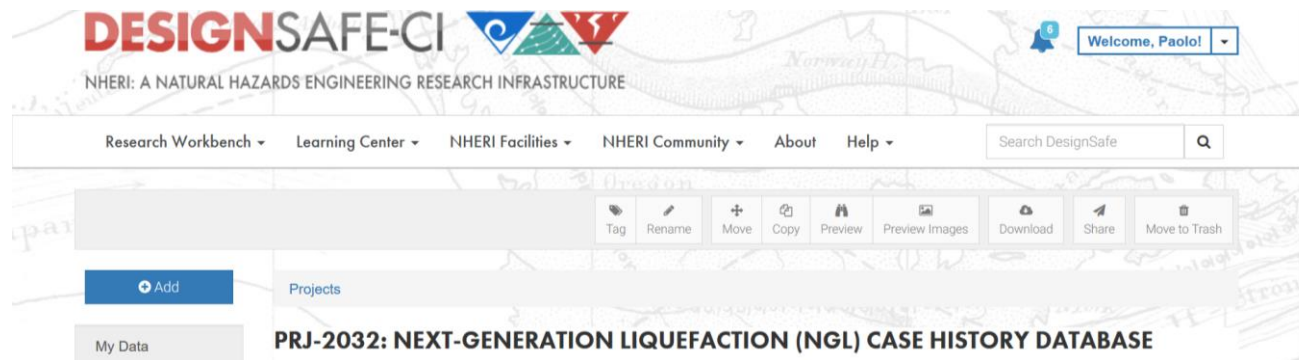 DESIGNSAFE-CI
6
Welcome, Paolo!
NHERI: A NATURAL HAZARDS ENGINEERING RESEARCH INFRASTRUCTURE
Norway H.
Research Workbench Learning Center NHERI Facilities NHERI Community About Help Search DesignSafe
Oregon
Tag Rename Move Copy Preview Preview Images Download Share Move to Trash
Add
Projects
My Data
PRJ-2032: NEXT-GENERATION LIQUEFACTION (NGL) CASE HISTORY DATABASE